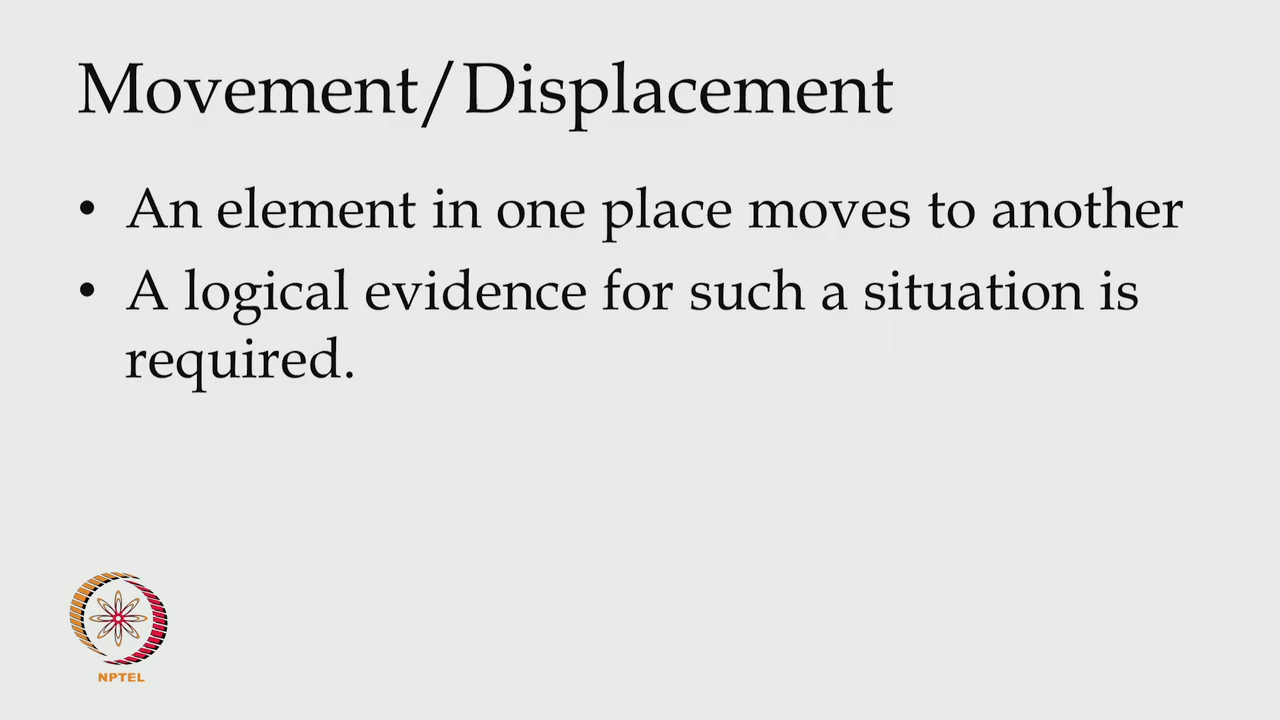 Movement/Displacement
• An element in one place moves to another
• A logical evidence for such a situation is
required.
NPTEL